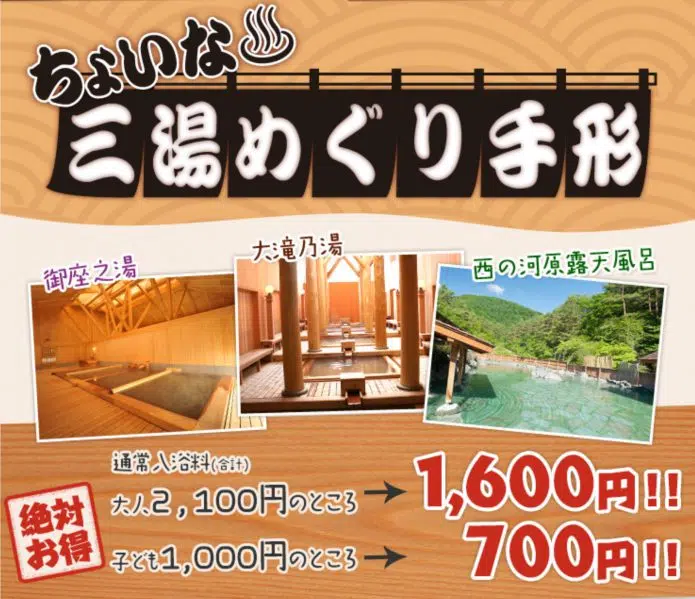 ちょいな
三湯めぐり手形
御座之湯
大滝乃湯
西の河原露天風呂
通常入浴料(合計)
大人2,100円のところ → 1,600円!!
子ども1,000円のところ → 700円!!
絶対
お得